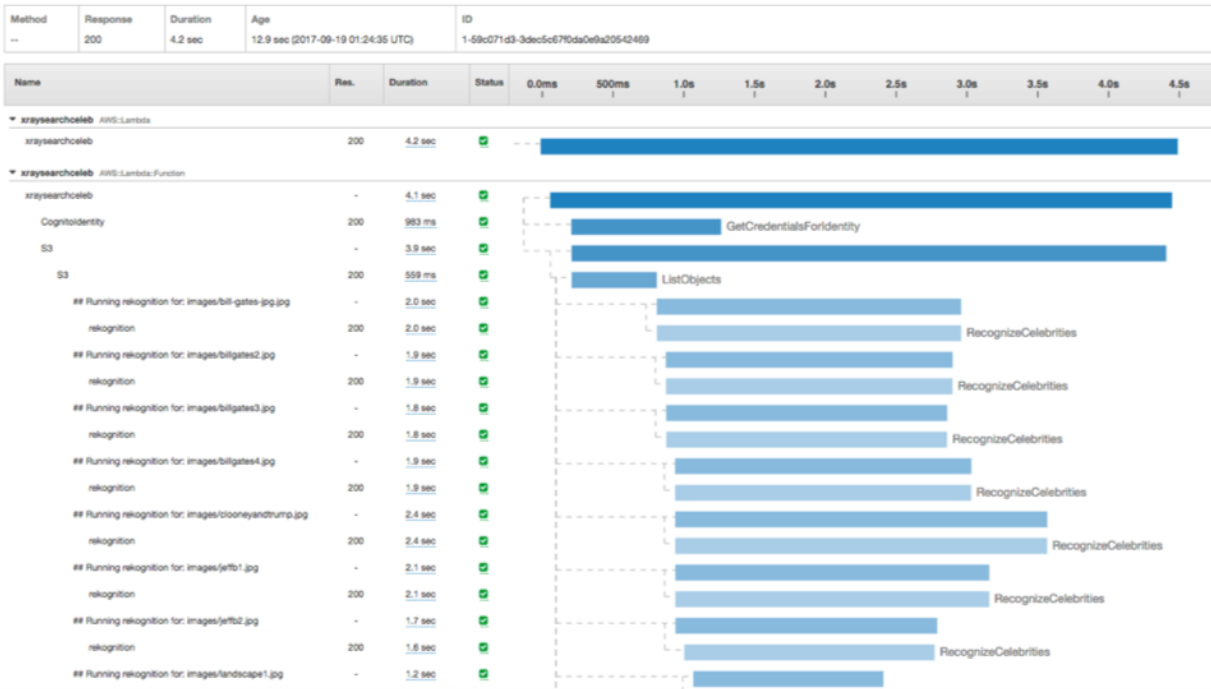 Method Response Duration Age ID
-- 200 4.2 sec 12.9 sec (2017-09-19 01:24:35 UTC) 1-59c071d3-3dec5c67f0da0e9a20542469
Name Res. Duration Status 0.0ms 500ms 1.0s 1.5s 2.0s 2.5s 3.0s 3.5s 4.0s 4.5s
xraysearchceleb AWS::Lambda
xraysearchceleb 200 4.2 sec
xraysearchceleb AWS::Lambda::Function
xraysearchceleb - 4.1 sec
CognitoIdentity 200 983 ms GetCredentialsForIdentity
S3 - 3.9 sec
S3 200 559 ms ListObjects
## Running rekognition for: images/bill-gates-jpg.jpg - 2.0 sec
rekognition 200 2.0 sec RecognizeCelebrities
## Running rekognition for: images/billgates2.jpg - 1.9 sec
rekognition 200 1.9 sec RecognizeCelebrities
## Running rekognition for: images/billgates3.jpg - 1.8 sec
rekognition 200 1.8 sec RecognizeCelebrities
## Running rekognition for: images/billgates4.jpg - 1.9 sec
rekognition 200 1.9 sec RecognizeCelebrities
## Running rekognition for: images/clooneyandtrump.jpg - 2.4 sec
rekognition 200 2.4 sec RecognizeCelebrities
## Running rekognition for: images/jeffb1.jpg - 2.1 sec
rekognition 200 2.1 sec RecognizeCelebrities
## Running rekognition for: images/jeffb2.jpg - 1.7 sec
rekognition 200 1.6 sec RecognizeCelebrities
## Running rekognition for: images/landscape1.jpg - 1.2 sec